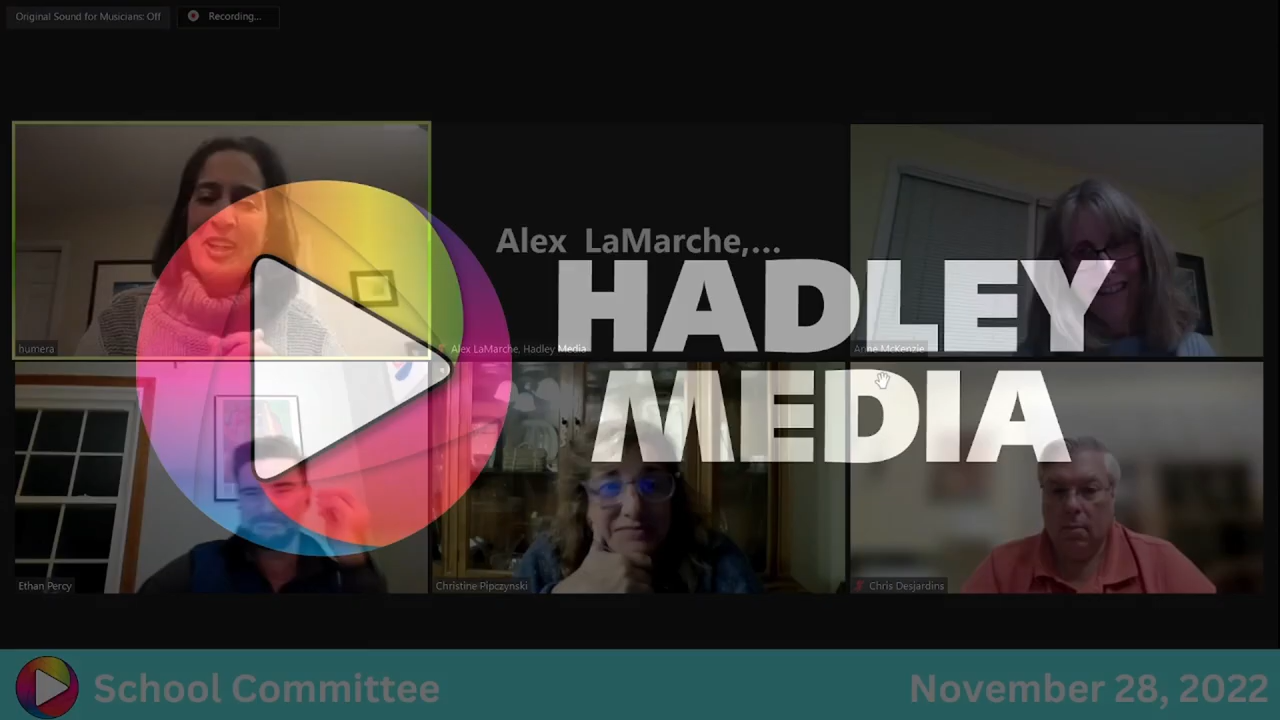 Original Sound for Musicians: Off
Recording...
Alex LaMarche,...
HADLEY
MEDIA
humera
Alex LaMarche, Hadley Media
Anne McKenzie
Ethan Percy
Christine Pipczynski
Chris Desjardins
School Committee
November 28, 2022